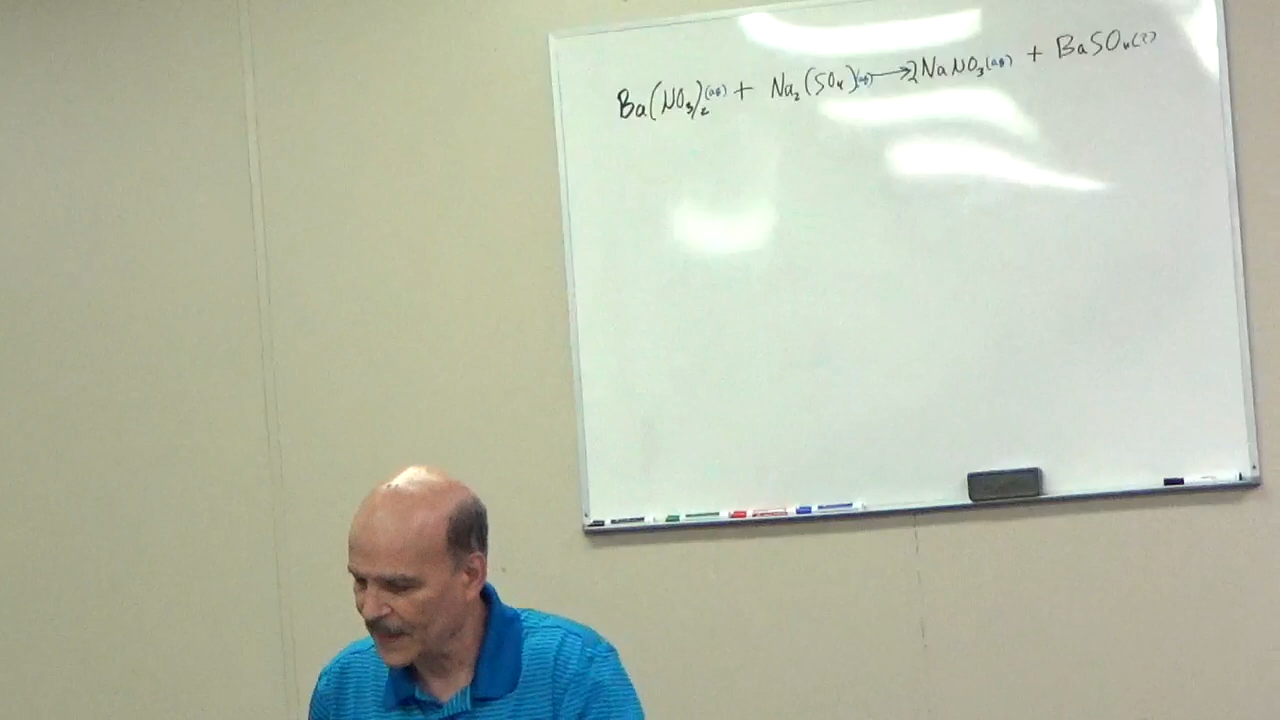 Ba(NO₃)₂(aq) + Na₂(SO₄)(aq) → 2NaNO₃(aq) + BaSO₄(?)